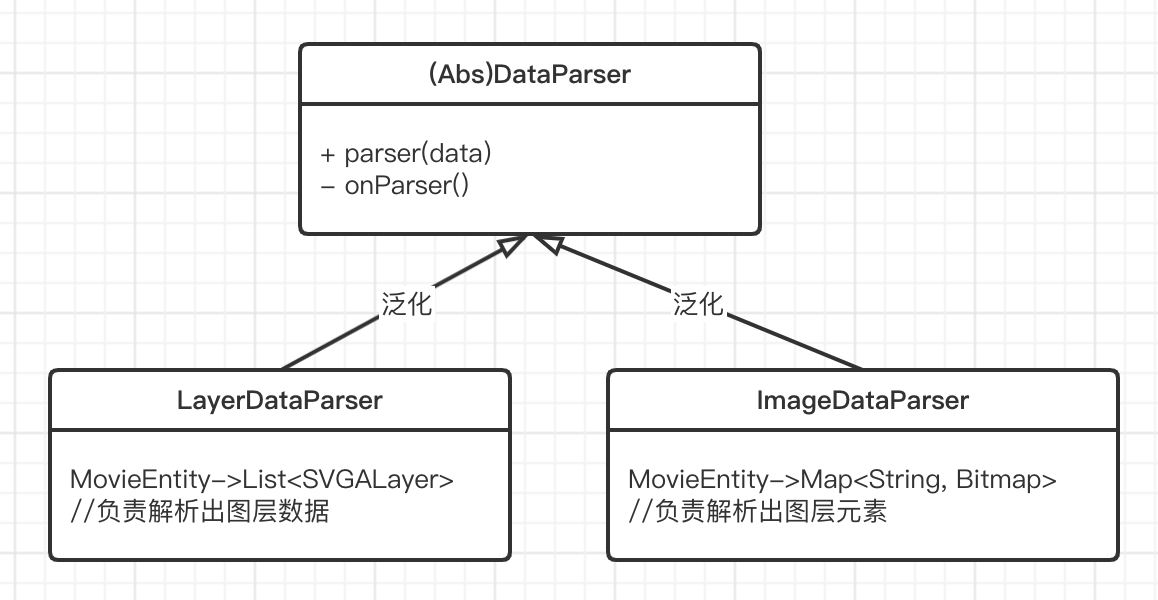 (Abs)DataParser
+ parser(data)
- onParser()
泛化
泛化
LayerDataParser
MovieEntity->List<SVGALayer>
//负责解析出图层数据
ImageDataParser
MovieEntity->Map<String, Bitmap>
//负责解析出图层元素